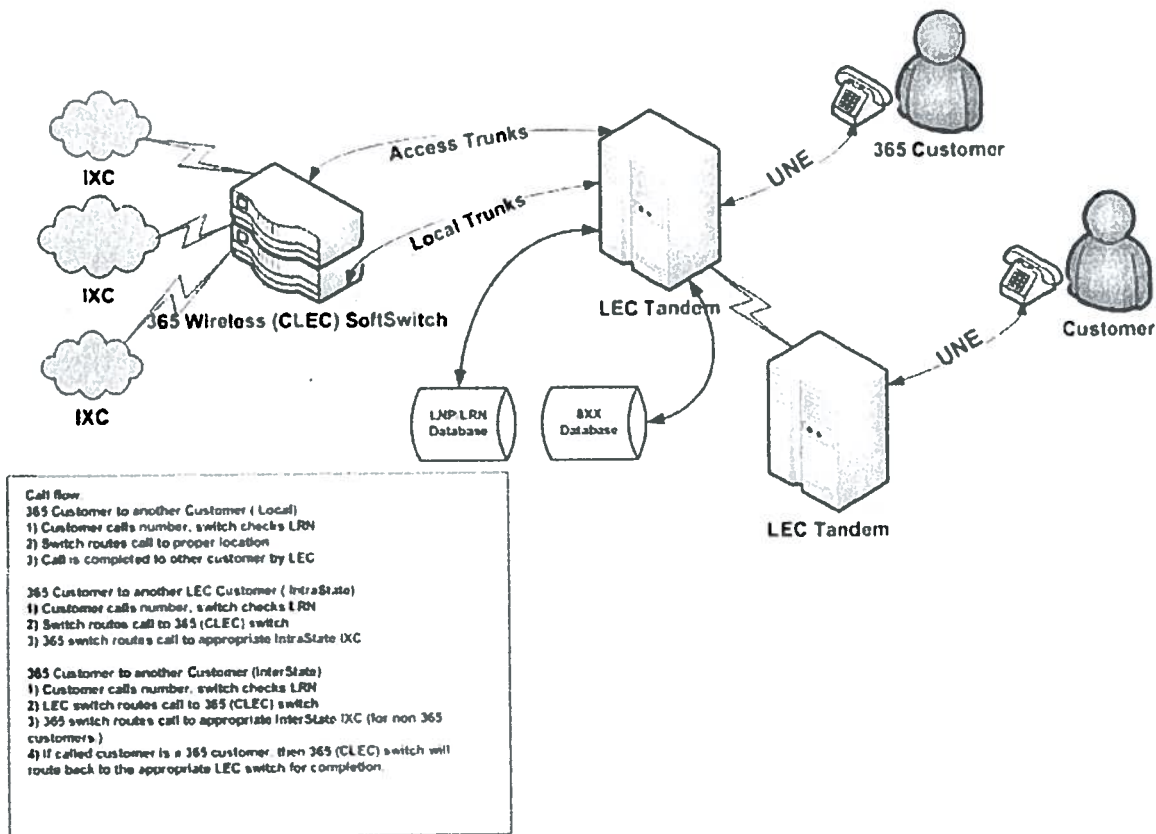 365 Customer
UNE
Access Trunks
IXC
Local Trunks
IXC
LEC Tandem
365 Wireless (CLEC) SoftSwitch
Customer
UNE
IXC
LNP/LRN
Database
8XX
Database
LEC Tandem
Call flow
365 Customer to another Customer ( Local)
1) Customer calls number, switch checks LRN
2) Switch routes call to proper location
3) Call is completed to other customer by LEC
365 Customer to another LEC Customer ( IntraState)
1) Customer calls number, switch checks LRN
2) Switch routes call to 365 (CLEC) switch
3) 365 switch routes call to appropriate IntraState IXC
365 Customer to another Customer (InterState)
1) Customer calls number, switch checks LRN
2) LEC switch routes call to 365 (CLEC) switch
3) 365 switch routes call to appropriate InterState IXC (for non 365
customers.)
4) If called customer is a 365 customer, then 365 (CLEC) switch will
route back to the appropriate LEC switch for completion.